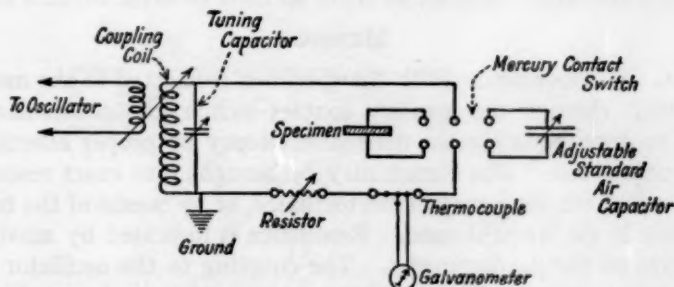 Coupling
Coil
Tuning
Capacitor
Mercury Contact
Switch
To Oscillator
Specimen
Adjustable
Standard
Air
Capacitor
Resistor
Thermocouple
Ground
Galvanometer